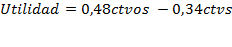 Utilidad = 0,48ctvos − 0,34ctvs